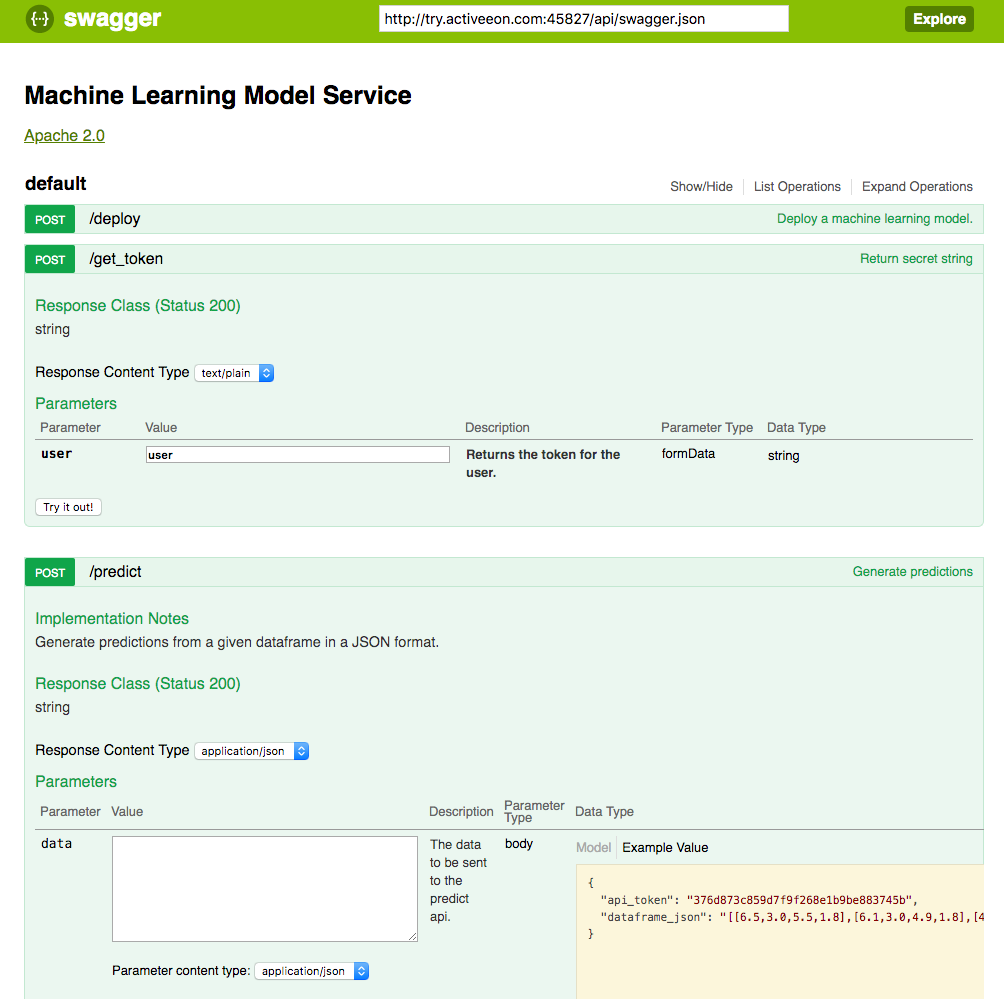 {···} swagger http://try.activeeon.com:45827/api/swagger.json Explore
Machine Learning Model Service
Apache 2.0
default Show/Hide List Operations Expand Operations
POST /deploy Deploy a machine learning model.
POST /get_token Return secret string
Response Class (Status 200)
string
Response Content Type text/plain
Parameters
Parameter Value Description Parameter Type Data Type
user user Returns the token for the user. formData string
Try it out!
POST /predict Generate predictions
Implementation Notes
Generate predictions from a given dataframe in a JSON format.
Response Class (Status 200)
string
Response Content Type application/json
Parameters
Parameter Value Description Parameter Type Data Type
data The data to be sent to the predict api. body Model Example Value
{
"api_token": "376d873c859d7f9f268e1b9be883745b",
"dataframe_json": "[[6.5,3.0,5.5,1.8],[6.1,3.0,4.9,1.8],[4
}
Parameter content type: application/json